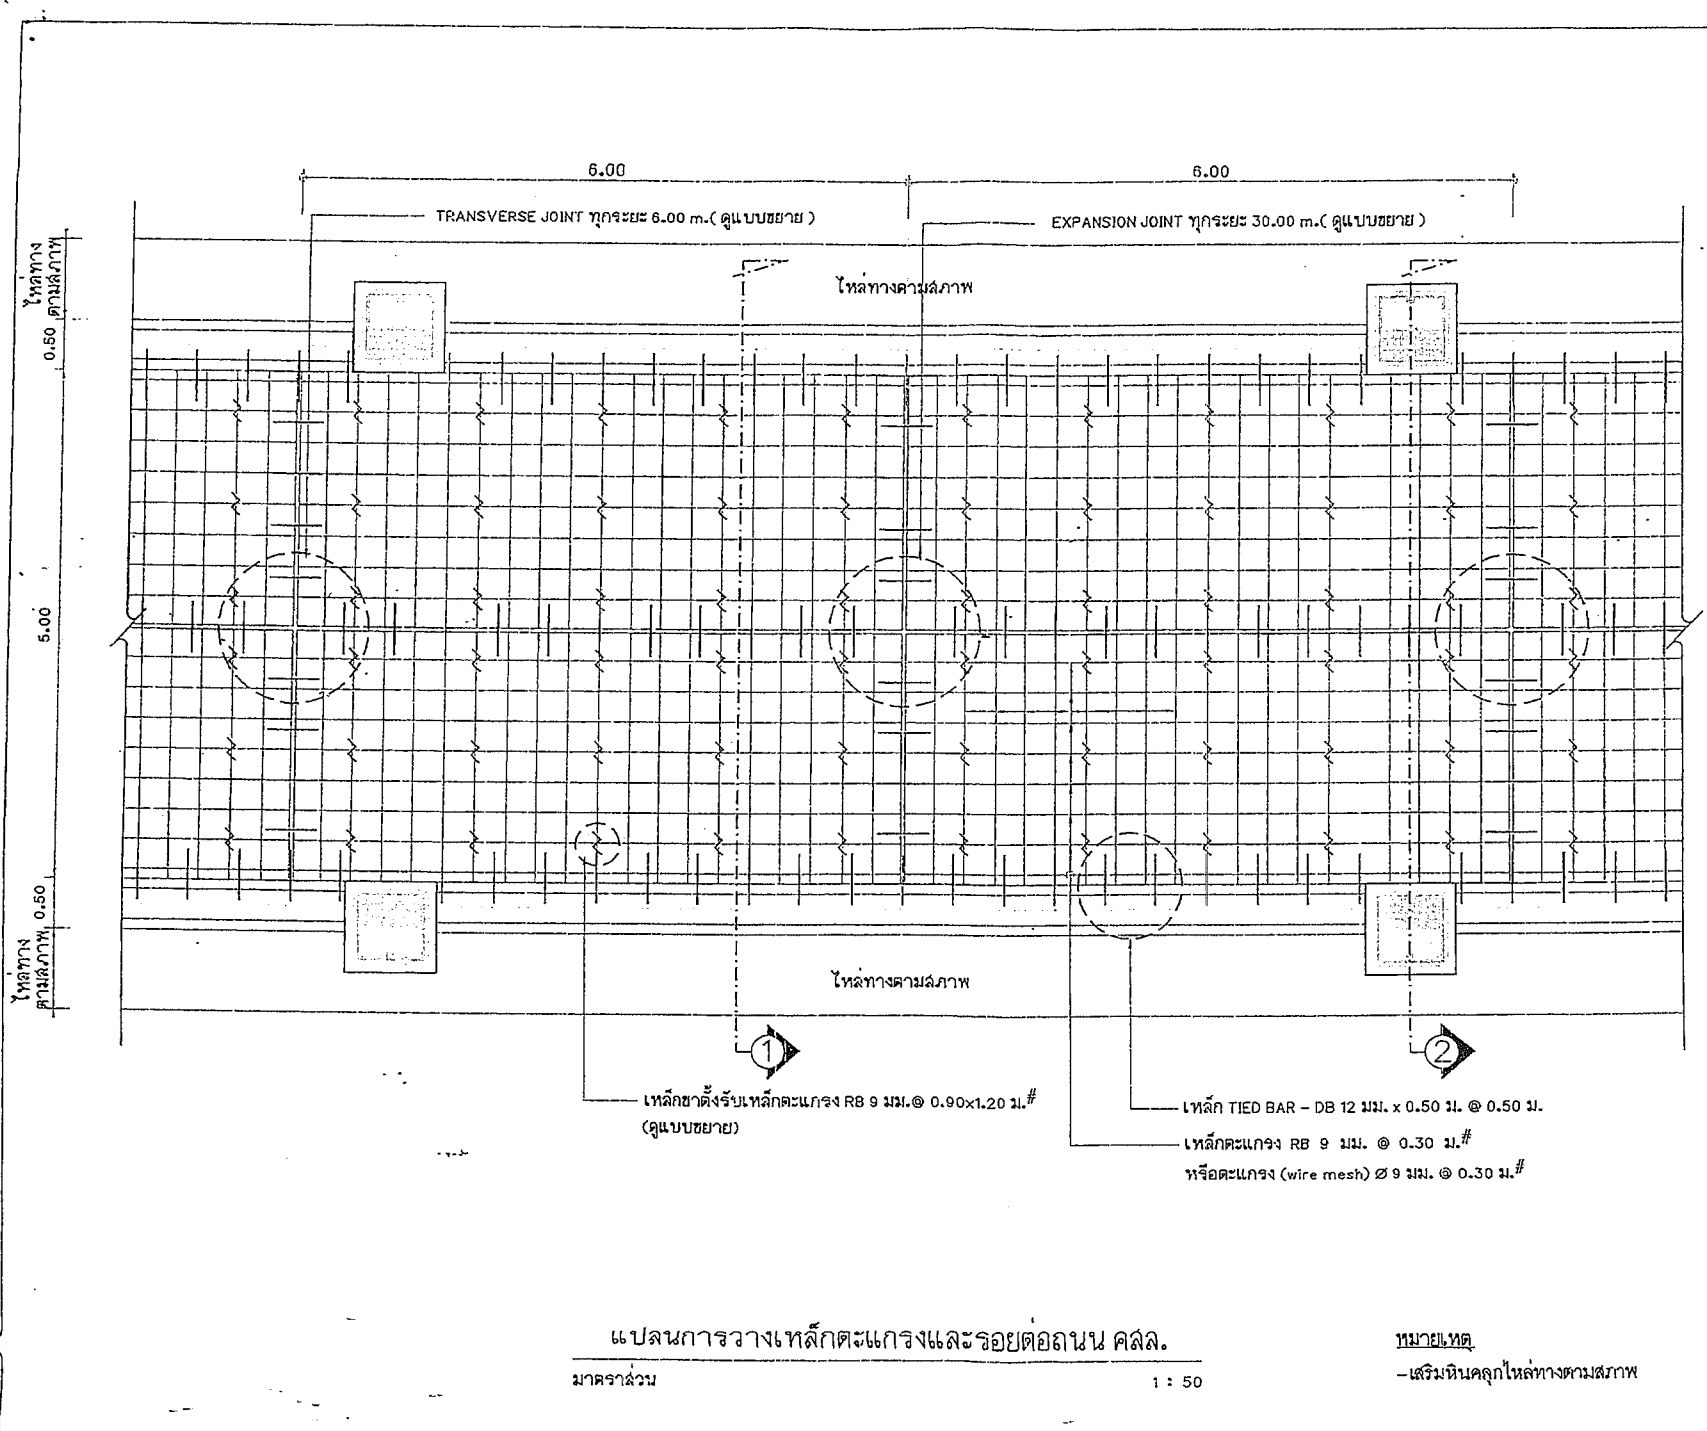 6.00
6.00
TRANSVERSE JOINT ทุกระยะ 6.00 m.( ดูแบบขยาย )
EXPANSION JOINT ทุกระยะ 30.00 m.( ดูแบบขยาย )
ไหล่ทาง
ตามสภาพ
ไหล่ทางตามสภาพ
0.50
5.00
0.50
ไหล่ทาง
ตามสภาพ
ไหล่ทางตามสภาพ
1
2
เหล็กขาตั้งรับเหล็กตะแกรง RB 9 มม.@ 0.90x1.20 ม.#
(ดูแบบขยาย)
เหล็ก TIED BAR – DB 12 มม. x 0.50 ม. @ 0.50 ม.
เหล็กตะแกรง RB 9 มม. @ 0.30 ม.#
หรือตะแกรง (wire mesh) Ø 9 มม. @ 0.30 ม.#
แปลนการวางเหล็กตะแกรงและรอยต่อถนน คสล.
มาตราส่วน 1 : 50
หมายเหตุ
–เสริมหินคลุกไหล่ทางตามสภาพ